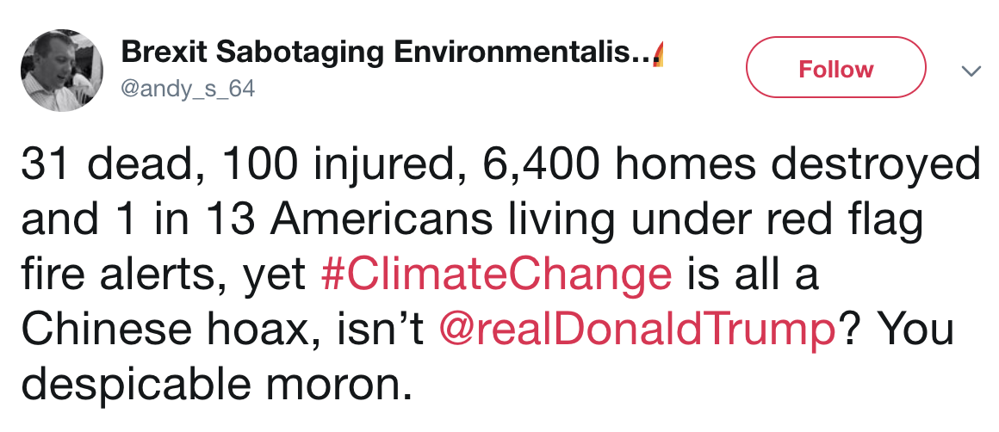 Brexit Sabotaging Environmentalis...
@andy_s_64
Follow
31 dead, 100 injured, 6,400 homes destroyed
and 1 in 13 Americans living under red flag
fire alerts, yet #ClimateChange is all a
Chinese hoax, isn’t @realDonaldTrump? You
despicable moron.